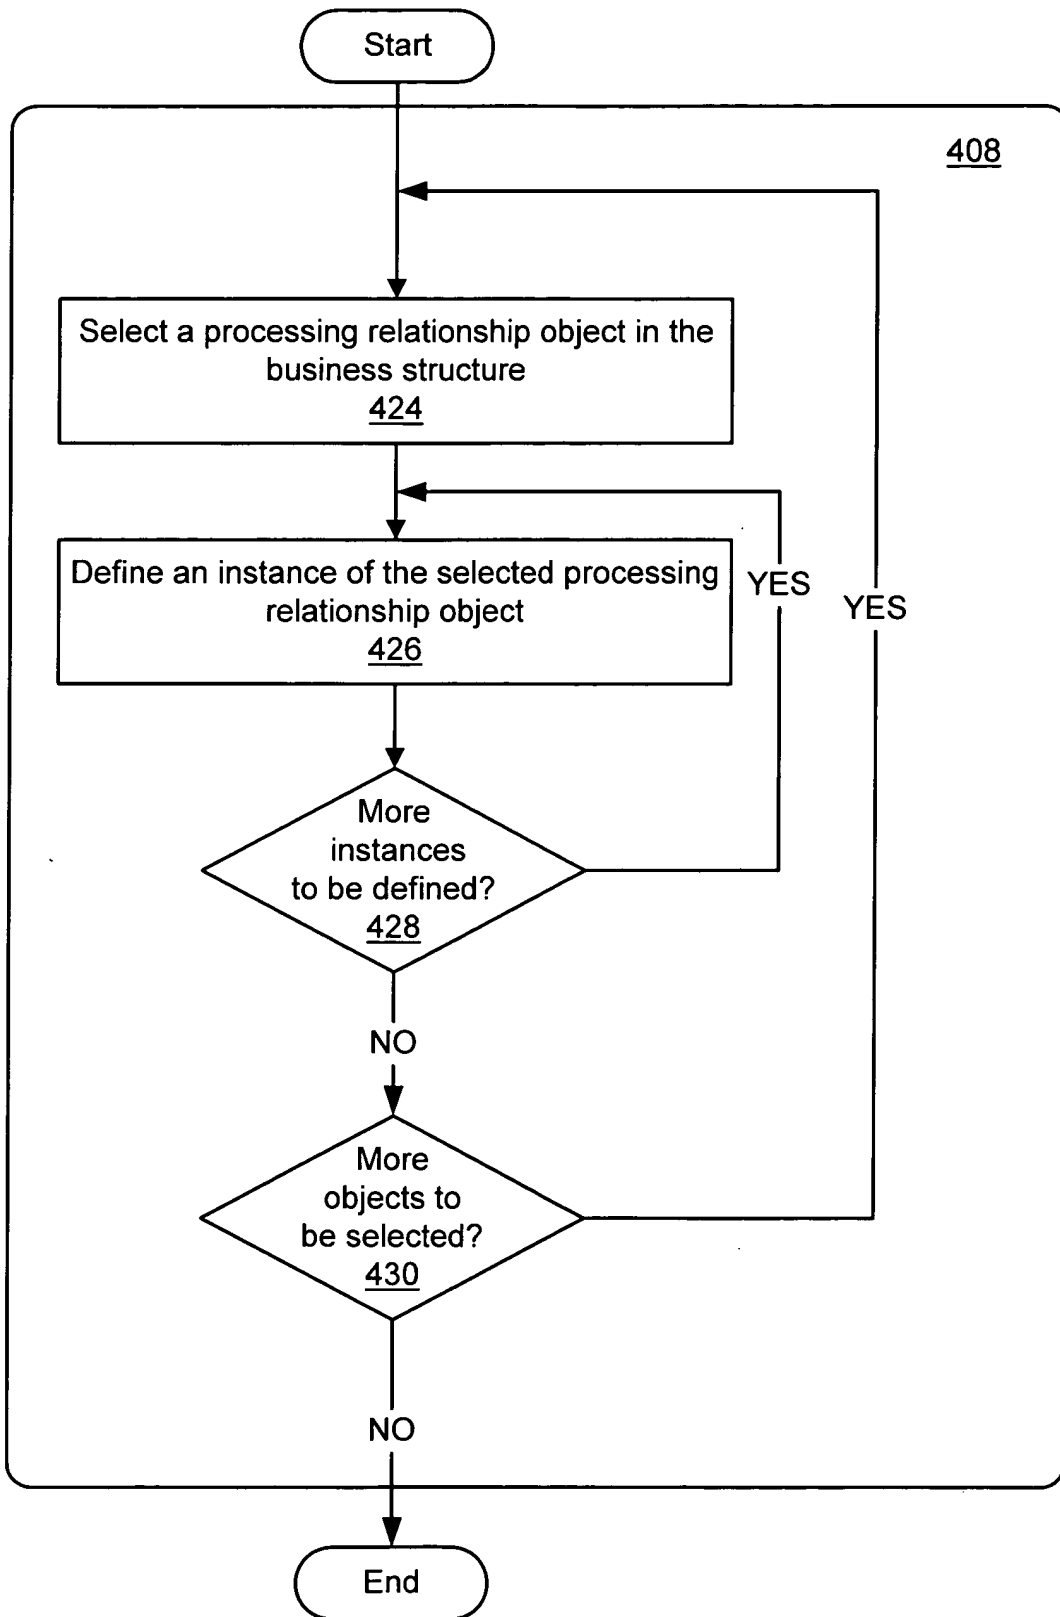 Start
408
Select a processing relationship object in the
business structure
424
Define an instance of the selected processing
relationship object
426
YES
YES
More
instances
to be defined?
428
NO
More
objects to
be selected?
430
NO
End